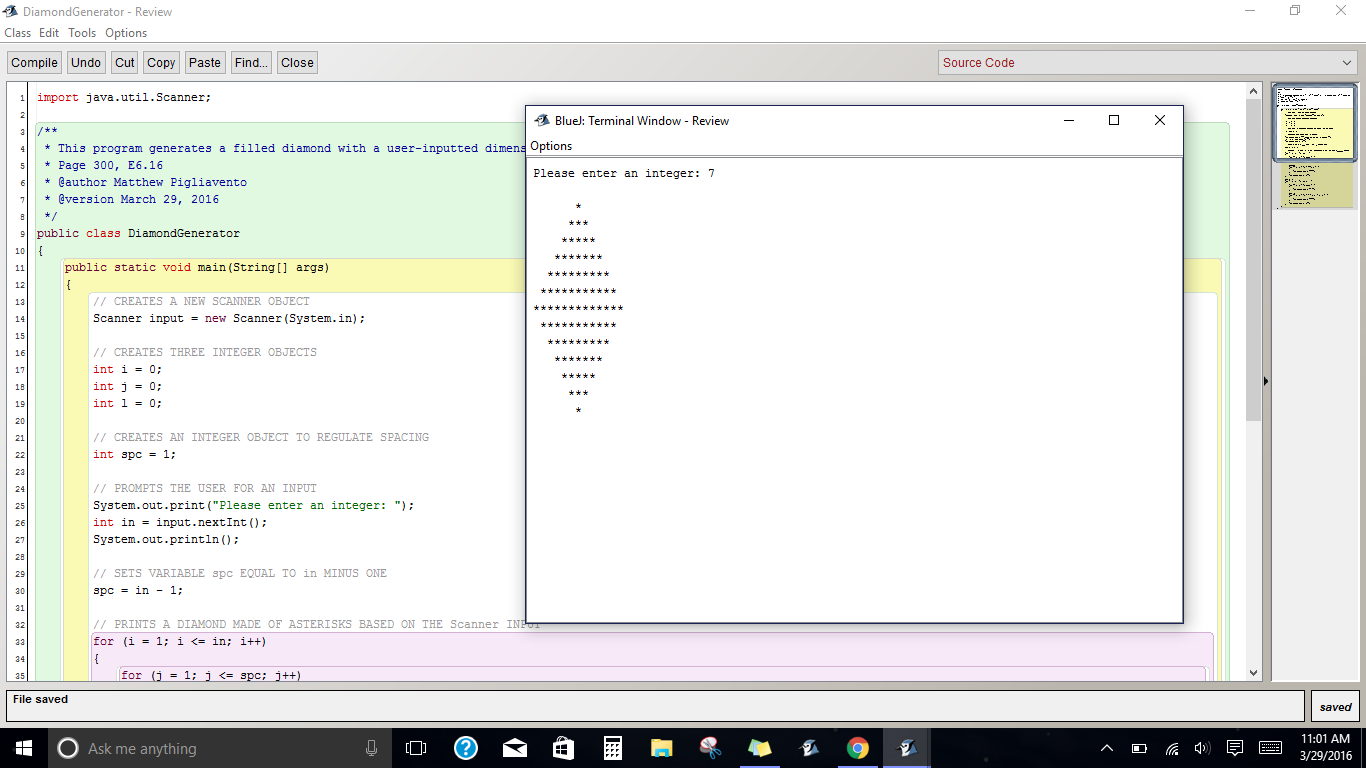 DiamondGenerator - Review
Class Edit Tools Options
Compile Undo Cut Copy Paste Find... Close
Source Code
1 import java.util.Scanner;
2
3 /**
4 * This program generates a filled diamond with a user-inputted dimens
5 * Page 300, E6.16
6 * @author Matthew Pigliavento
7 * @version March 29, 2016
8 */
9 public class DiamondGenerator
10 {
11 public static void main(String[] args)
12 {
13 // CREATES A NEW SCANNER OBJECT
14 Scanner input = new Scanner(System.in);
15
16 // CREATES THREE INTEGER OBJECTS
17 int i = 0;
18 int j = 0;
19 int l = 0;
20
21 // CREATES AN INTEGER OBJECT TO REGULATE SPACING
22 int spc = 1;
23
24 // PROMPTS THE USER FOR AN INPUT
25 System.out.print("Please enter an integer: ");
26 int in = input.nextInt();
27 System.out.println();
28
29 // SETS VARIABLE spc EQUAL TO in MINUS ONE
30 spc = in - 1;
31
32 // PRINTS A DIAMOND MADE OF ASTERISKS BASED ON THE Scanner INPUT
33 for (i = 1; i <= in; i++)
34 {
35 for (j = 1; j <= spc; j++)
BlueJ: Terminal Window - Review
Options
Please enter an integer: 7
      *
     ***
    *****
   *******
  *********
 ***********
*************
 ***********
  *********
   *******
    *****
     ***
      *
File saved
saved
Ask me anything
11:01 AM
3/29/2016